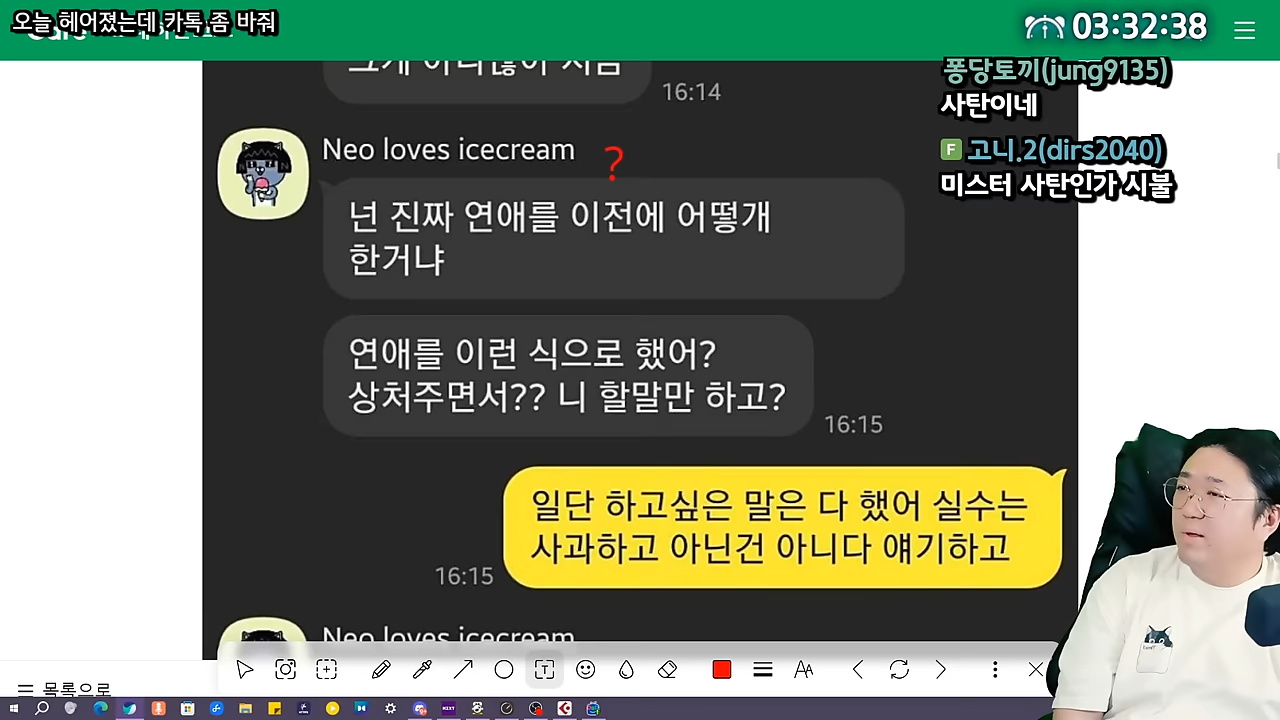 오늘 헤어졌는데 카톡 좀 바줘
03:32:38
퐁당토끼(jung9135)
사탄이네
F 고니.2(dirs2040)
미스터 사탄인가 시불
16:14
Neo loves icecream
?
넌 진짜 연애를 이전에 어떻개
한거냐
연애를 이런 식으로 했어?
상처주면서?? 니 할말만 하고?
16:15
일단 하고싶은 말은 다 했어 실수는
사과하고 아닌건 아니다 얘기하고
16:15
Neo loves icecream
목록으로